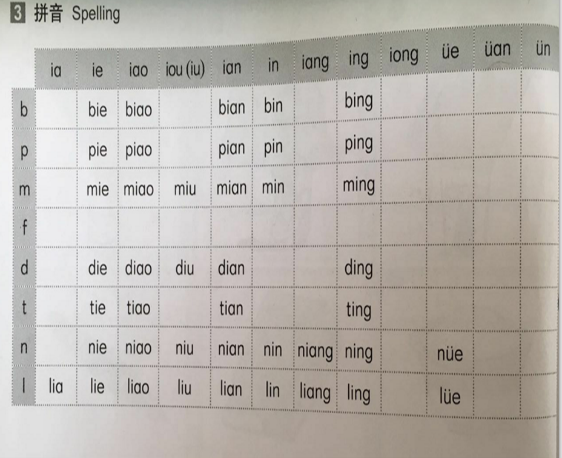 3 拼音 Spelling
ia ie iao iou (iu) ian in iang ing iong üe üan ün
b bie biao bian bin bing
p pie piao pian pin ping
m mie miao miu mian min ming
f
d die diao diu dian ding
t tie tiao tian ting
n nie niao niu nian nin niang ning nüe
l lia lie liao liu lian lin liang ling lüe